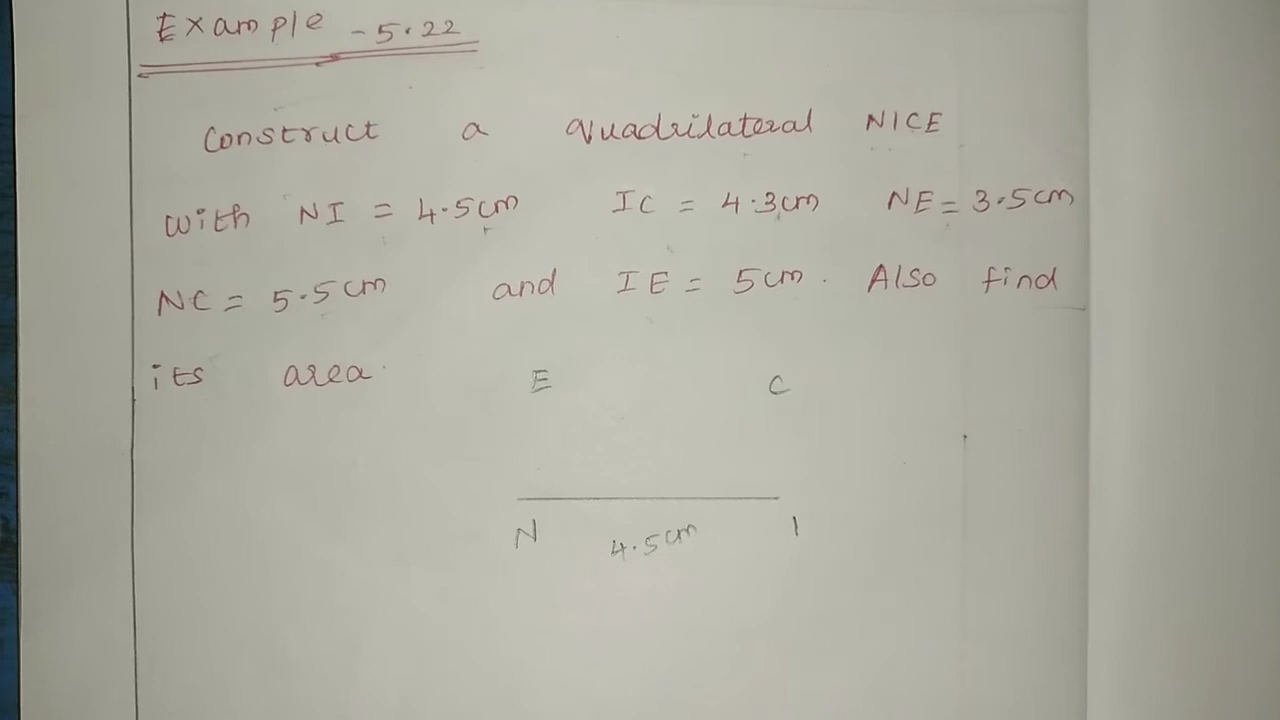 Example - 5.22
Construct a quadrilateral NICE
with NI = 4.5cm IC = 4.3cm NE = 3.5cm
NC = 5.5cm and IE = 5cm. Also find
its area.
E C
N 4.5cm I